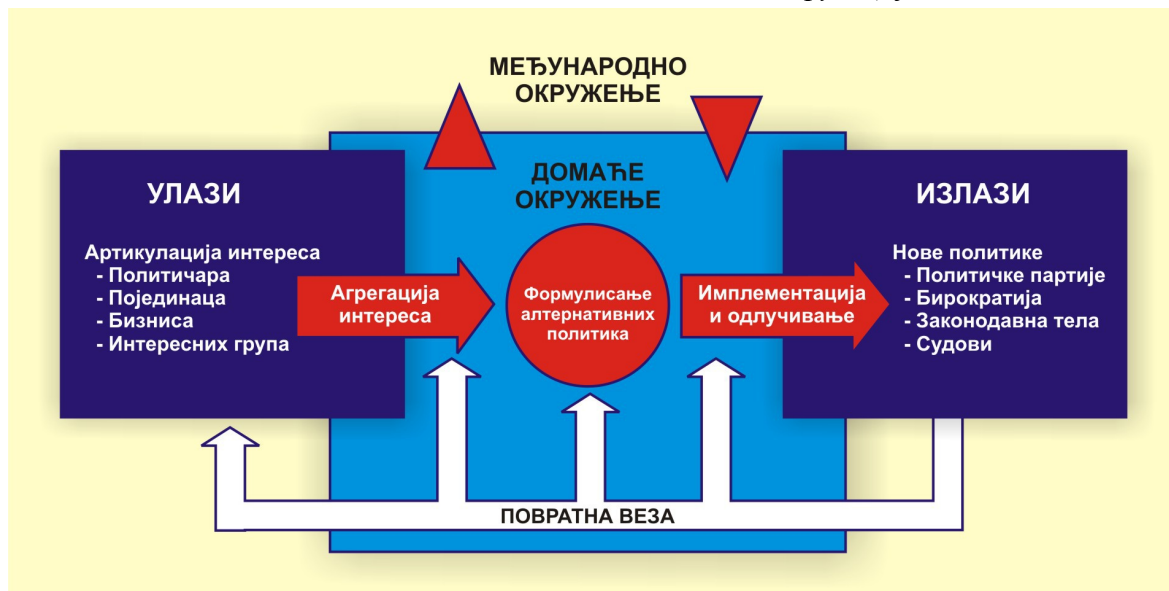 МЕЂУНАРОДНО
ОКРУЖЕЊЕ
ДОМАЋЕ
ОКРУЖЕЊЕ
УЛАЗИ
Артикулација интереса
- Политичара
- Појединаца
- Бизниса
- Интересних група
Агрегација
интереса
Формулисање
алтернативних
политика
Имплементација
и одлучивање
ИЗЛАЗИ
Нове политике
- Политичке партије
- Бирократија
- Законодавна тела
- Судови
ПОВРАТНА ВЕЗА